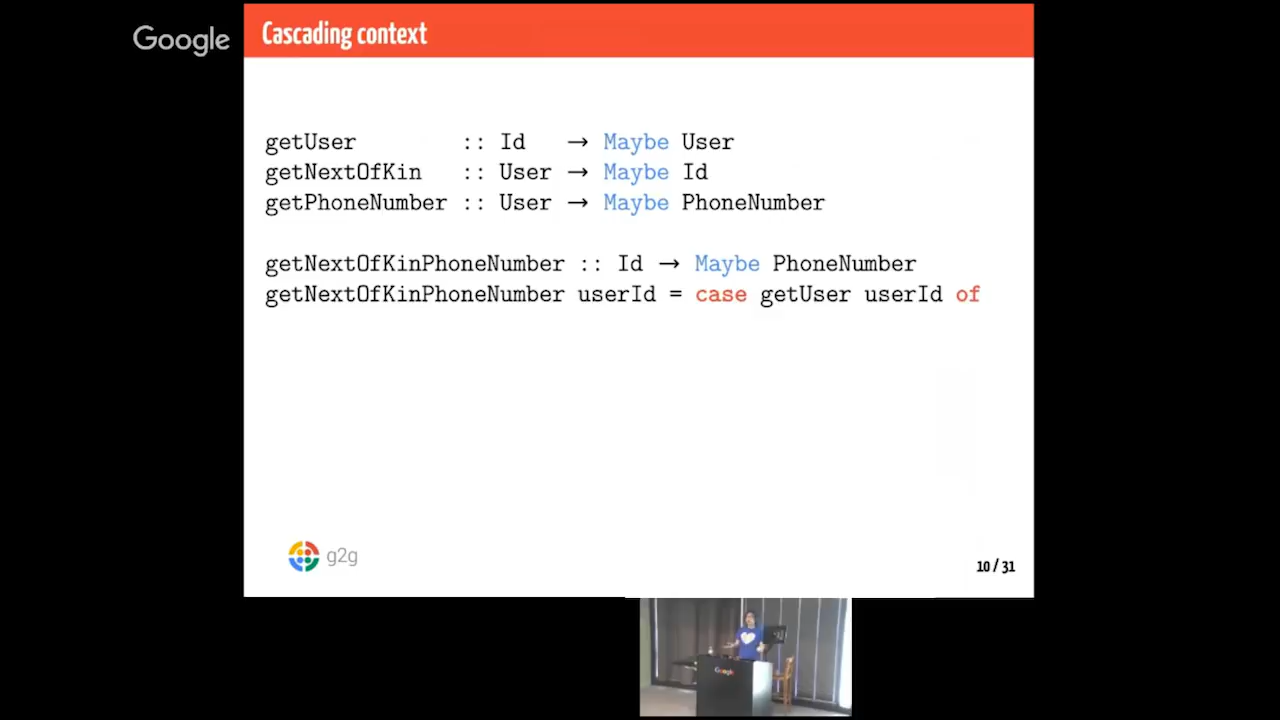 Google
Cascading context
getUser :: Id → Maybe User
getNextOfKin :: User → Maybe Id
getPhoneNumber :: User → Maybe PhoneNumber
getNextOfKinPhoneNumber :: Id → Maybe PhoneNumber
getNextOfKinPhoneNumber userId = case getUser userId of
g2g
10 / 31
Google